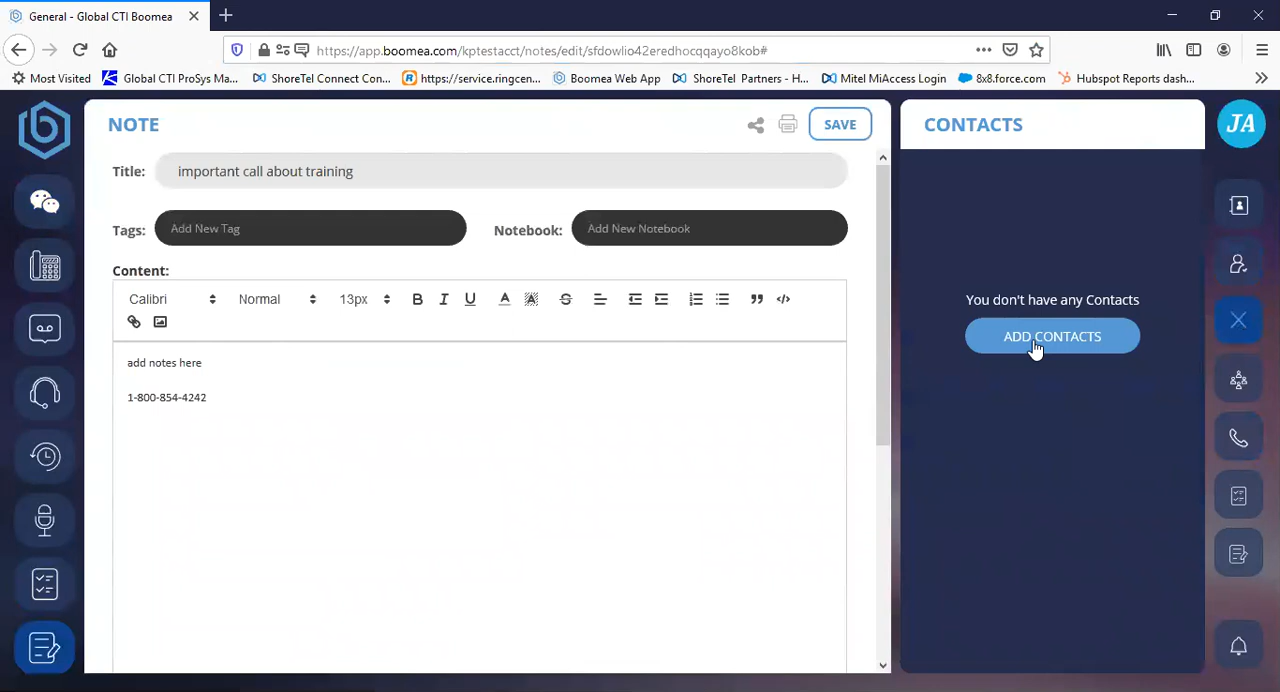 General - Global CTI Boomea
https://app.boomea.com/kptestacct/notes/edit/sfdowlio42eredhocqqayo8kob#
Most Visited Global CTI ProSys Ma... ShoreTel Connect Con... https://service.ringcen... Boomea Web App ShoreTel Partners - H... Mitel MiAccess Login 8x8.force.com Hubspot Reports dash...
NOTE SAVE CONTACTS JA
Title: important call about training
Tags: Add New Tag Notebook: Add New Notebook
Content:
Calibri Normal 13px B I U A A S
add notes here
1-800-854-4242
You don't have any Contacts
ADD CONTACTS